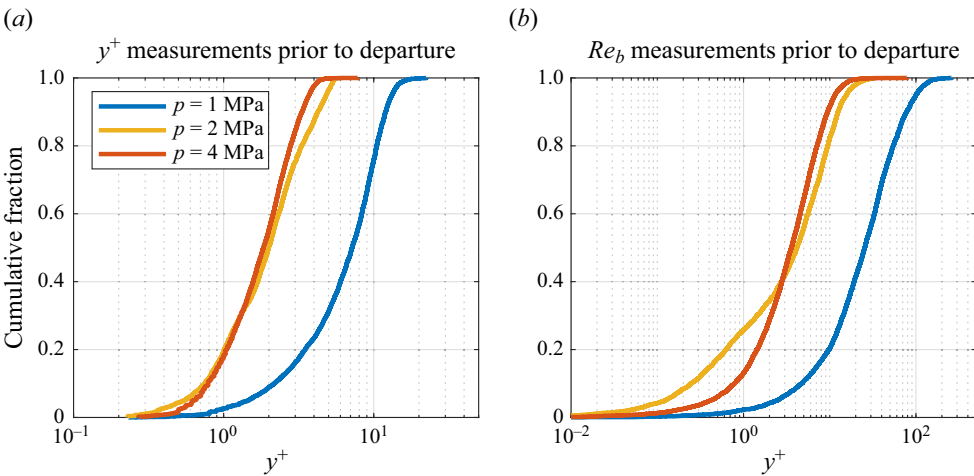 (a)
y⁺ measurements prior to departure
1.0
0.8
0.6
0.4
0.2
0
p = 1 MPa
p = 2 MPa
p = 4 MPa
Cumulative fraction
10⁻¹ 10⁰ 10¹
y⁺
(b)
Re_b measurements prior to departure
1.0
0.8
0.6
0.4
0.2
0
10⁻² 10⁰ 10²
y⁺